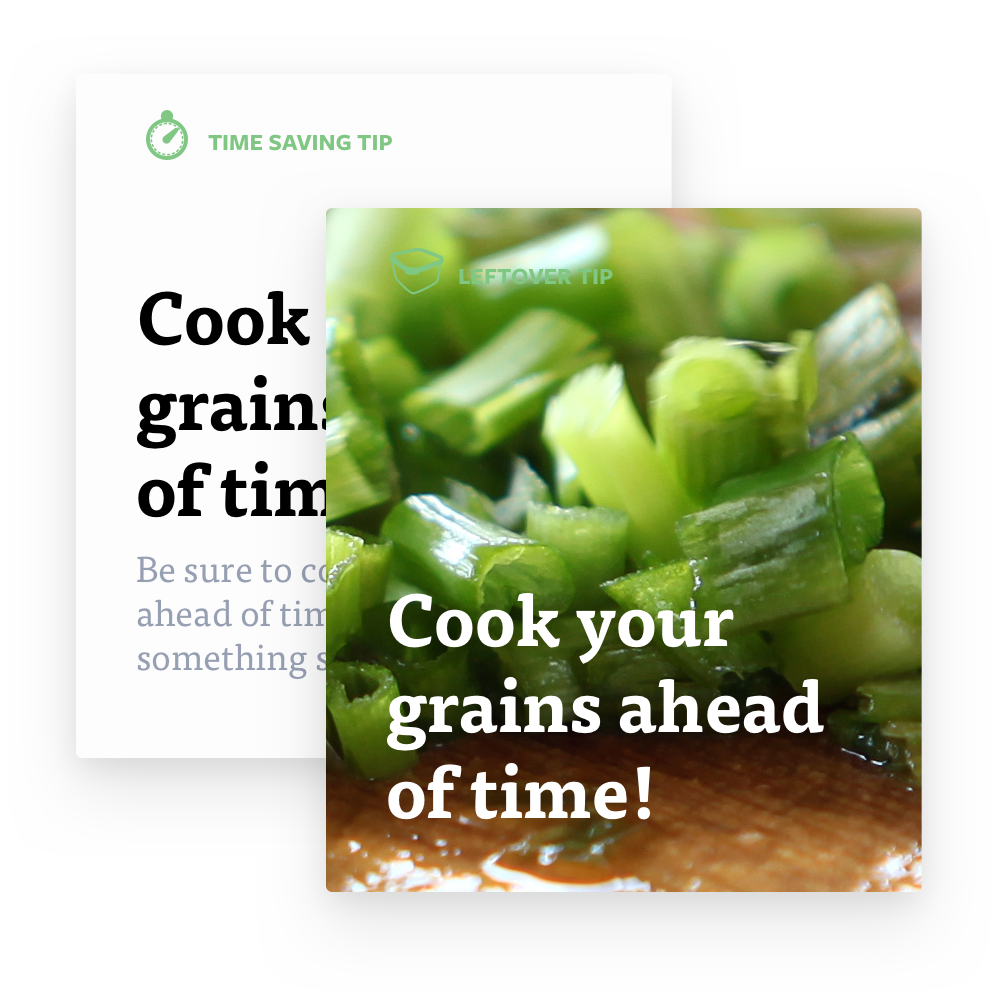 TIME SAVING TIP
Cook
grains
of tim
Be sure to co
ahead of tim
something s
LEFTOVER TIP
Cook your
grains ahead
of time!